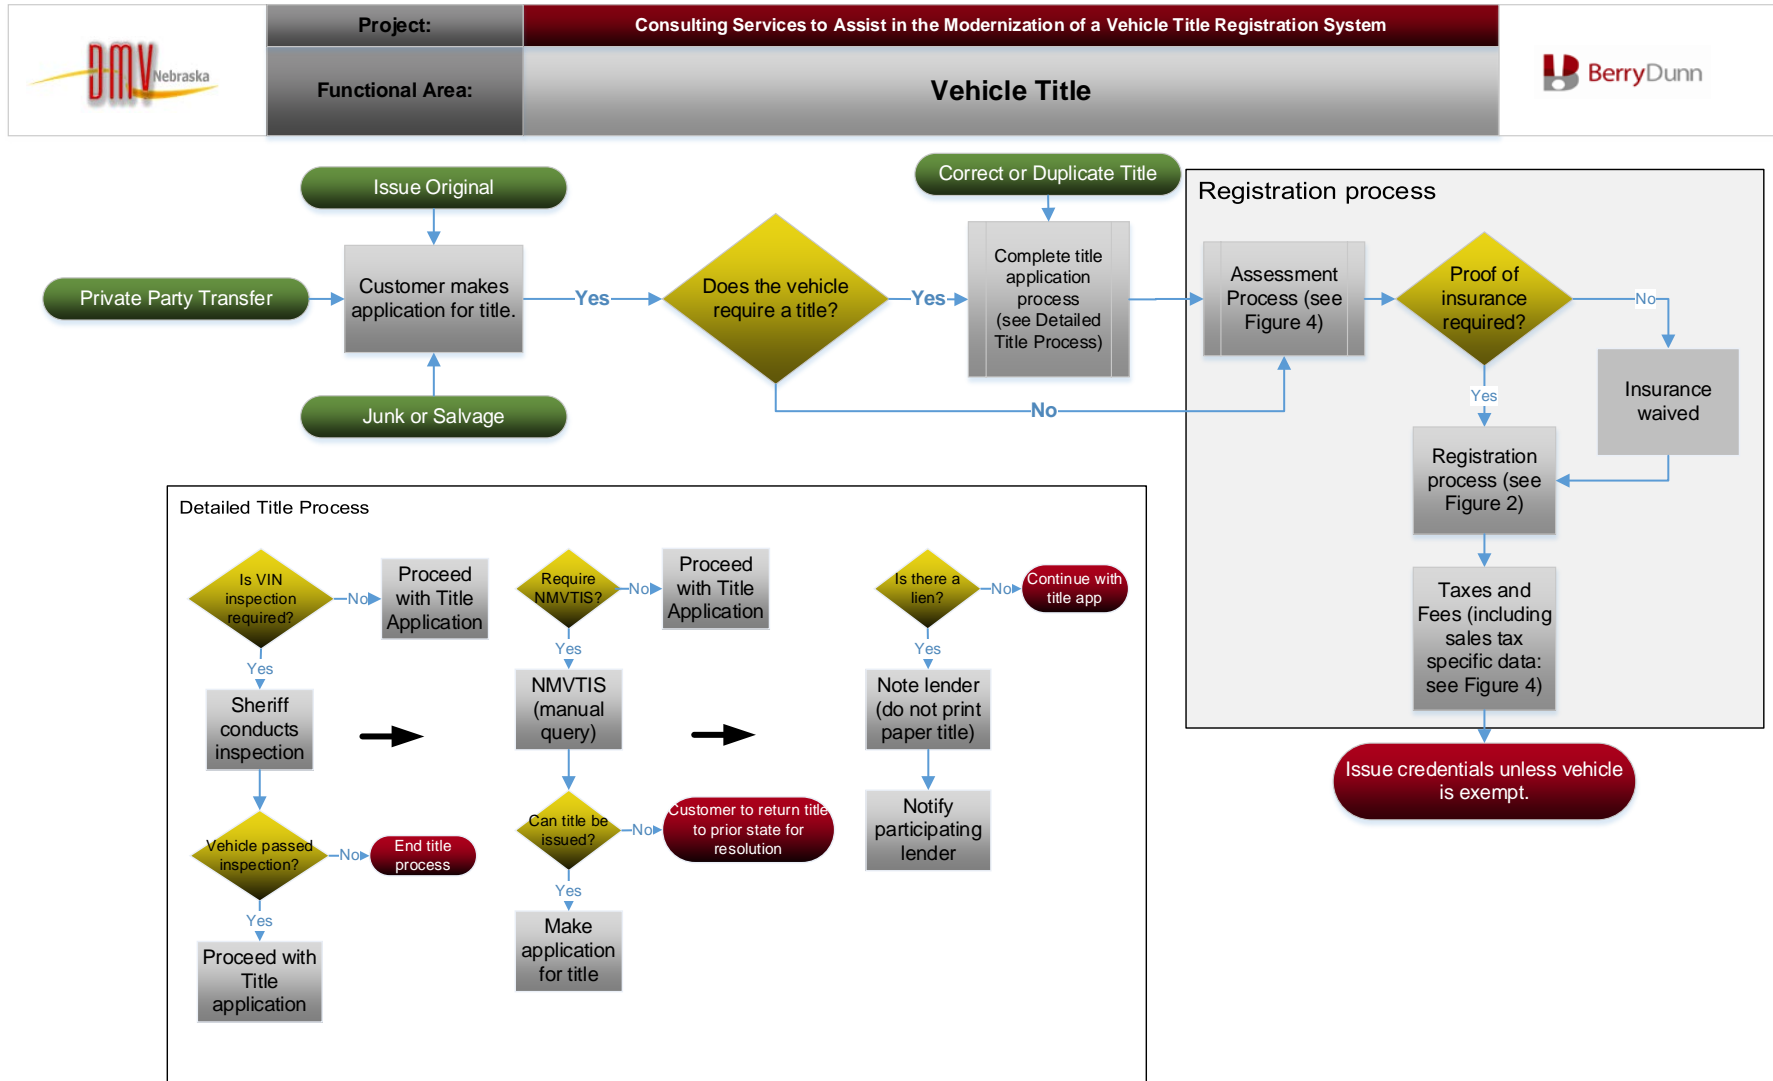 DMV
Nebraska
Project:
Consulting Services to Assist in the Modernization of a Vehicle Title Registration System
Functional Area:
Vehicle Title
BerryDunn
Issue Original
Correct or Duplicate Title
Private Party Transfer
Customer makes
application for title.
Junk or Salvage
Yes
Does the vehicle
require a title?
Yes
No
Complete title
application
process
(see Detailed
Title Process)
Registration process
Assessment
Process (see
Figure 4)
Proof of
insurance
required?
No
Yes
Insurance
waived
Registration
process (see
Figure 2)
Taxes and
Fees (including
sales tax
specific data:
see Figure 4)
Issue credentials unless vehicle
is exempt.
Detailed Title Process
Is VIN
inspection
required?
No
Proceed
with Title
Application
Yes
Sheriff
conducts
inspection
Vehicle passed
inspection?
No
End title
process
Yes
Proceed with
Title
application
Require
NMVTIS?
No
Proceed
with Title
Application
Yes
NMVTIS
(manual
query)
Can title be
issued?
No
Customer to return title
to prior state for
resolution
Yes
Make
application
for title
Is there a
lien?
No
Continue with
title app
Yes
Note lender
(do not print
paper title)
Notify
participating
lender